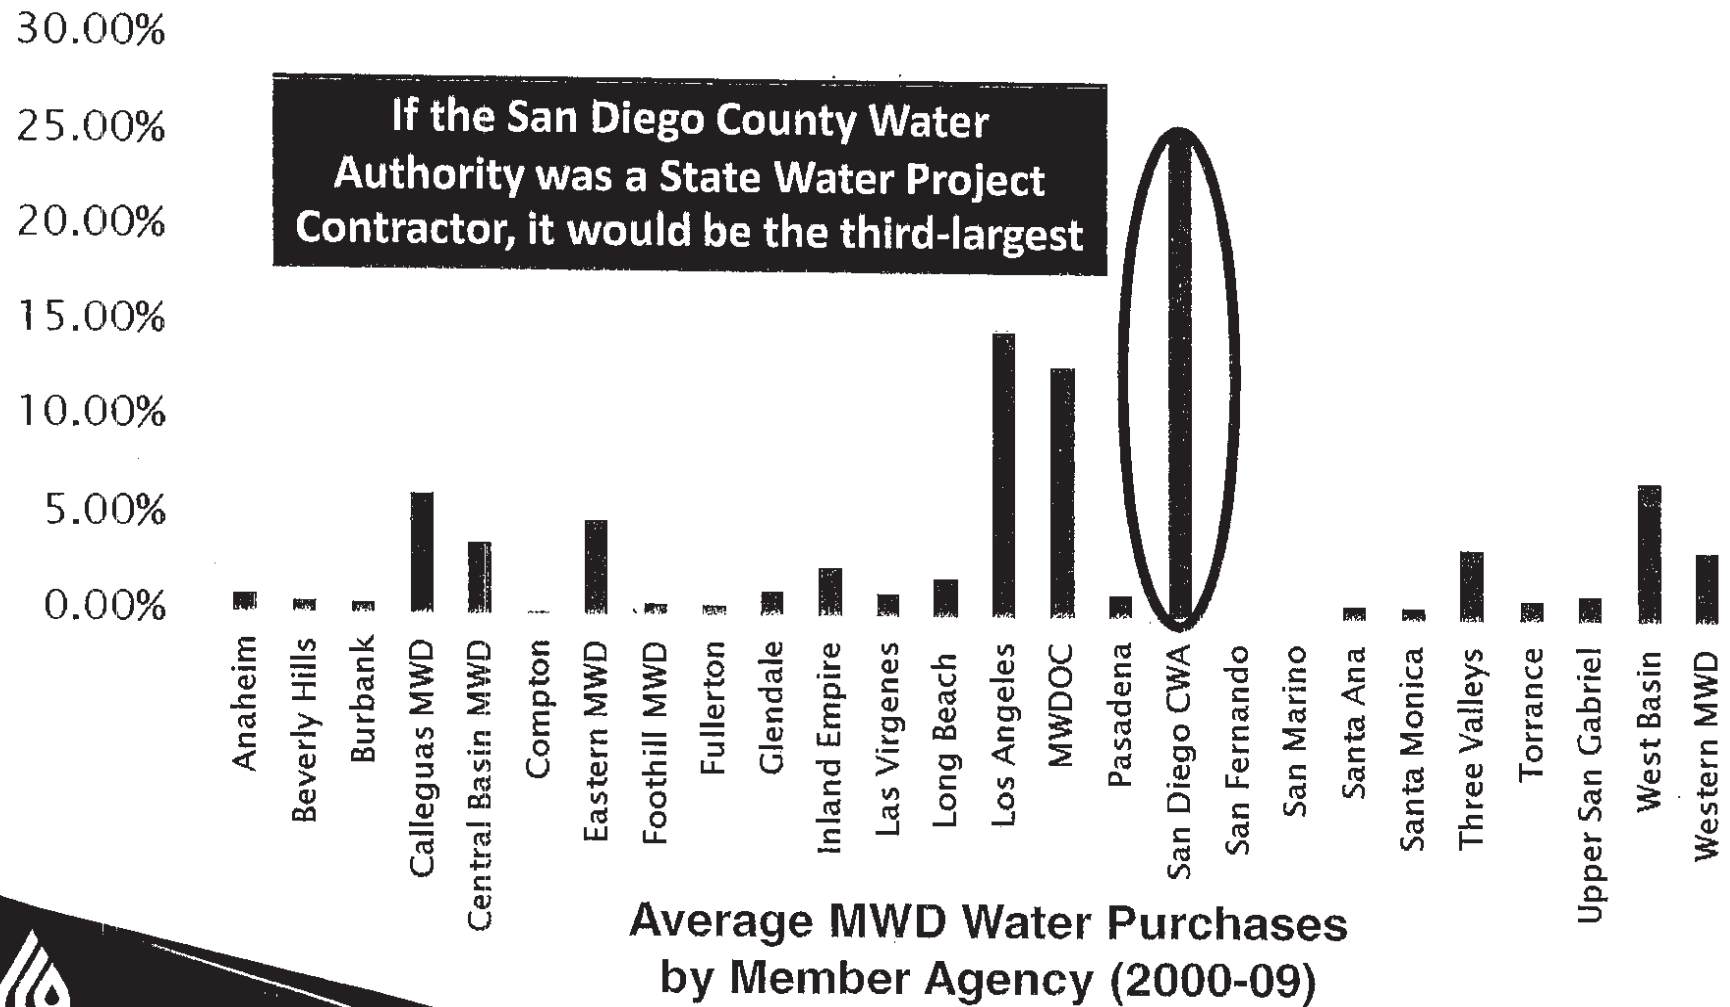 30.00%
25.00%
20.00%
15.00%
10.00%
5.00%
0.00%
If the San Diego County Water
Authority was a State Water Project
Contractor, it would be the third-largest
Anaheim
Beverly Hills
Burbank
Calleguas MWD
Central Basin MWD
Compton
Eastern MWD
Foothill MWD
Fullerton
Glendale
Inland Empire
Las Virgenes
Long Beach
Los Angeles
MWDOC
Pasadena
San Diego CWA
San Fernando
San Marino
Santa Ana
Santa Monica
Three Valleys
Torrance
Upper San Gabriel
West Basin
Western MWD
Average MWD Water Purchases
by Member Agency (2000-09)